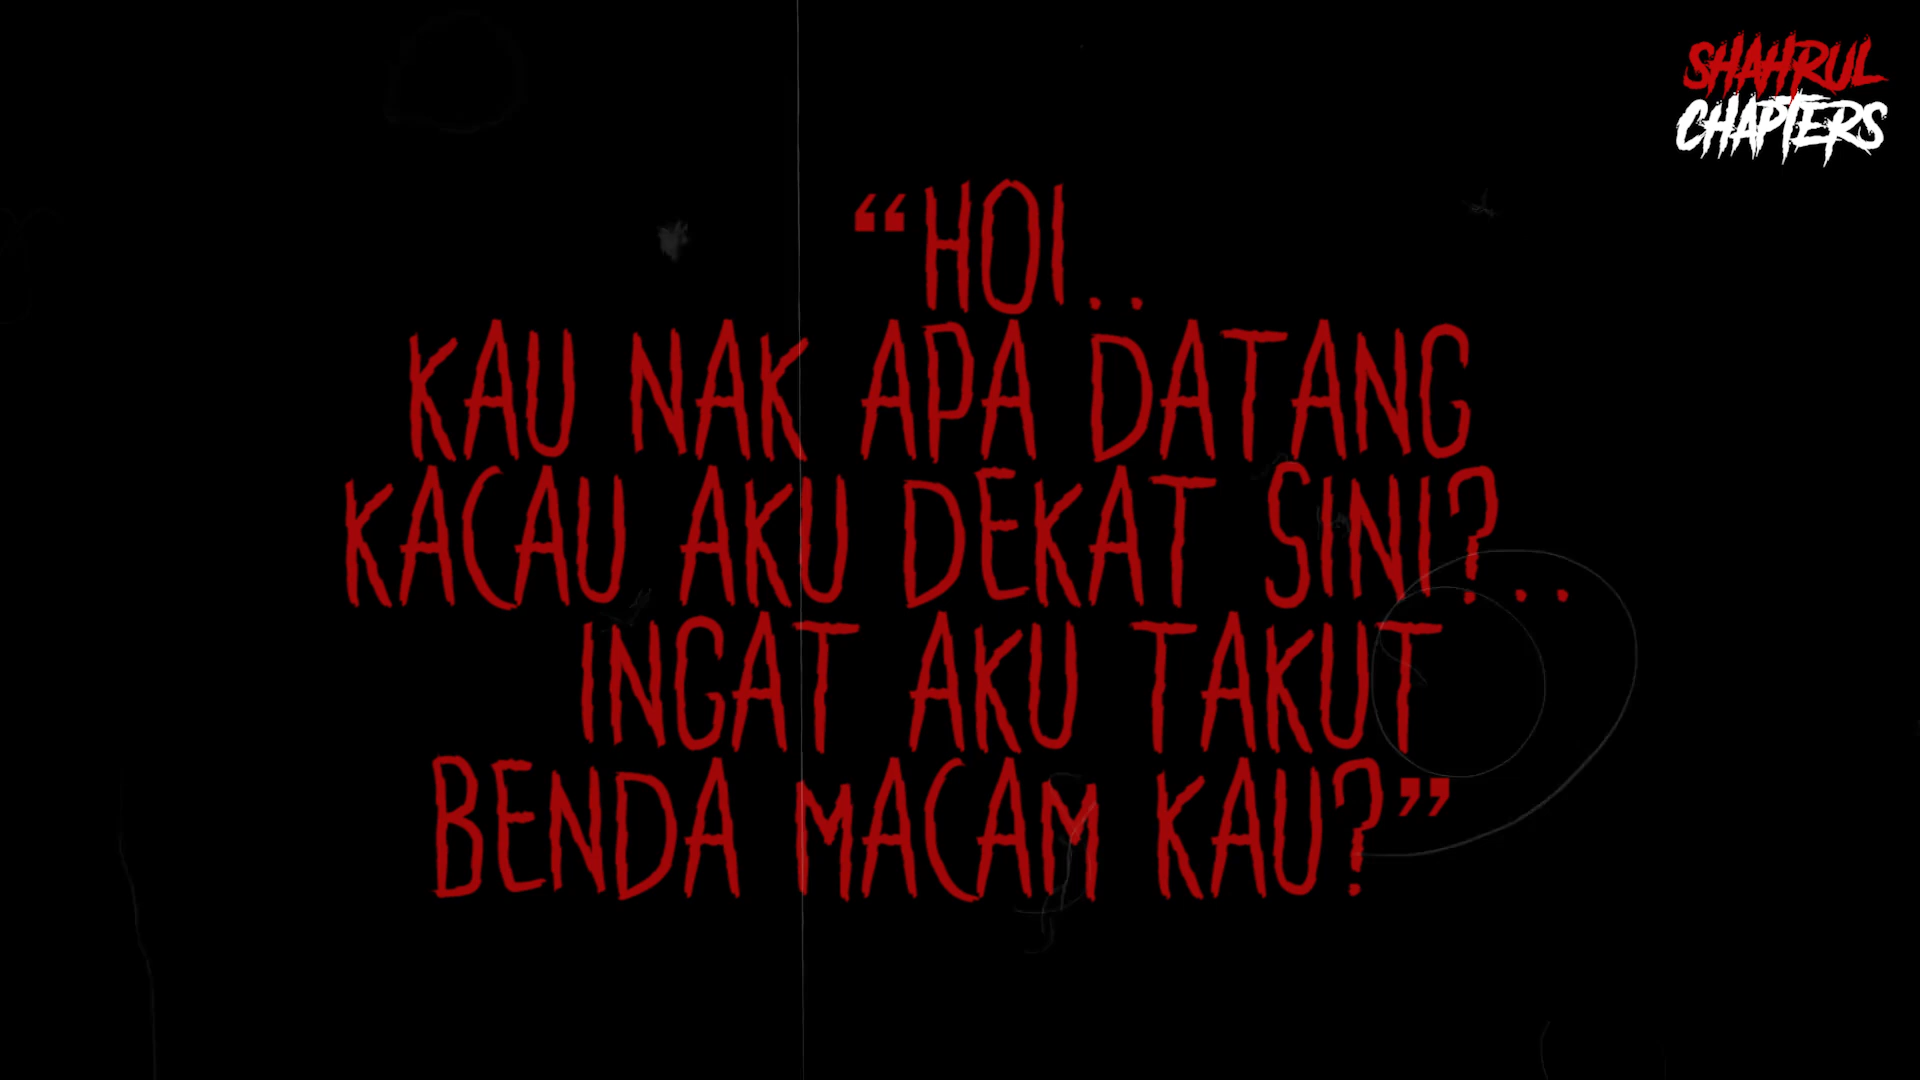 SHAHRUL
CHAPTERS
“HOI..
KAU NAK APA DATANG
KACAU AKU DEKAT SINI?..
INGAT AKU TAKUT
BENDA MACAM KAU?”